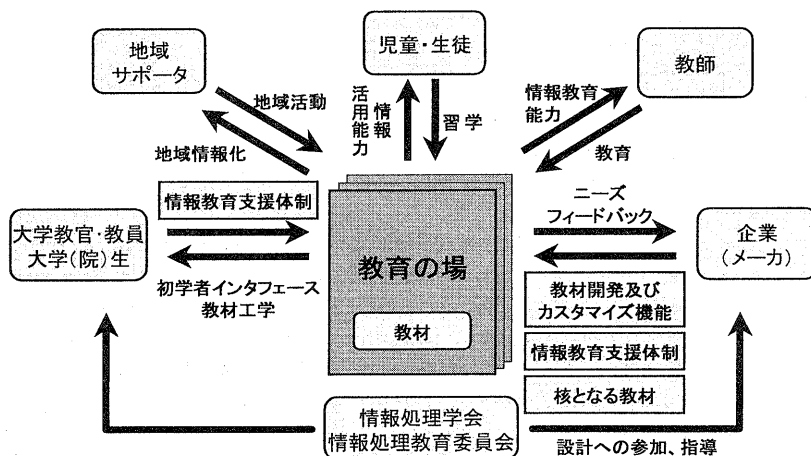 地域
サポータ
児童・生徒
教師
地域活動
地域情報化
情報
活用能力
習学
情報教育
能力
教育
情報教育支援体制
大学教官・教員
大学(院)生
初学者インタフェース
教材工学
教育の場
教材
ニーズ
フィードバック
企業
(メーカ)
教材開発及び
カスタマイズ機能
情報教育支援体制
核となる教材
情報処理学会
情報処理教育委員会
設計への参加、指導